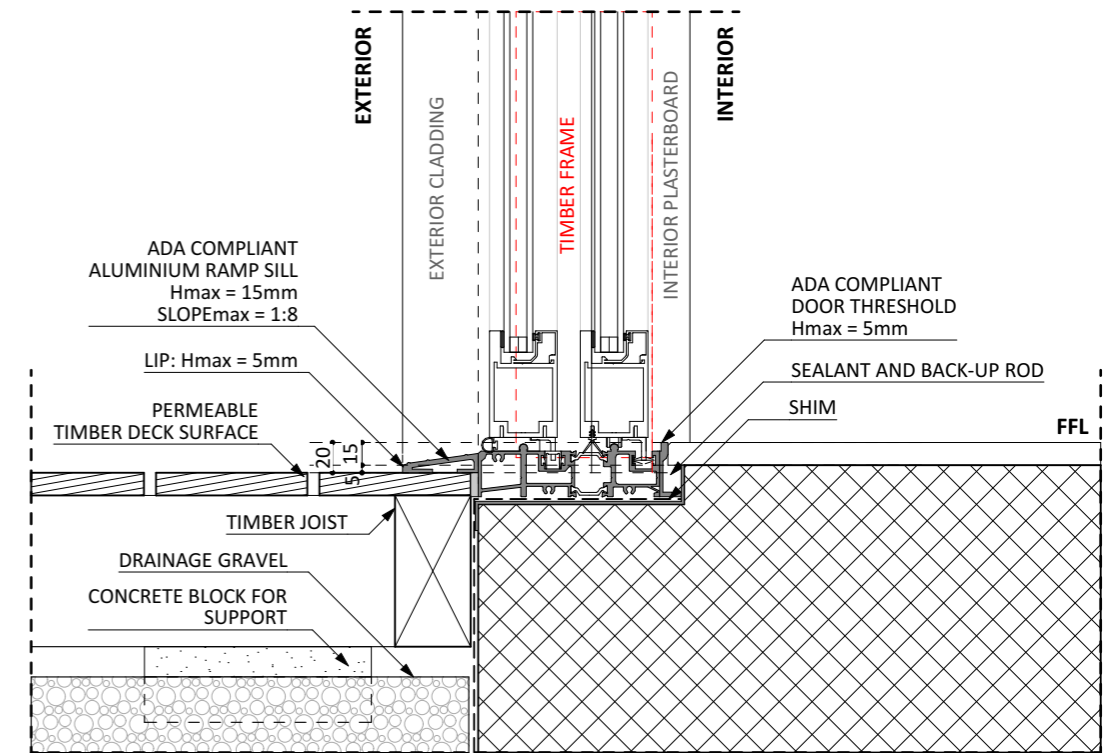 EXTERIOR
EXTERIOR CLADDING
TIMBER FRAME
INTERIOR PLASTERBOARD
INTERIOR
ADA COMPLIANT
ALUMINIUM RAMP SILL
Hmax = 15mm
SLOPEmax = 1:8
LIP: Hmax = 5mm
PERMEABLE
TIMBER DECK SURFACE
20
15
5
TIMBER JOIST
DRAINAGE GRAVEL
CONCRETE BLOCK FOR
SUPPORT
ADA COMPLIANT
DOOR THRESHOLD
Hmax = 5mm
SEALANT AND BACK-UP ROD
SHIM
FFL